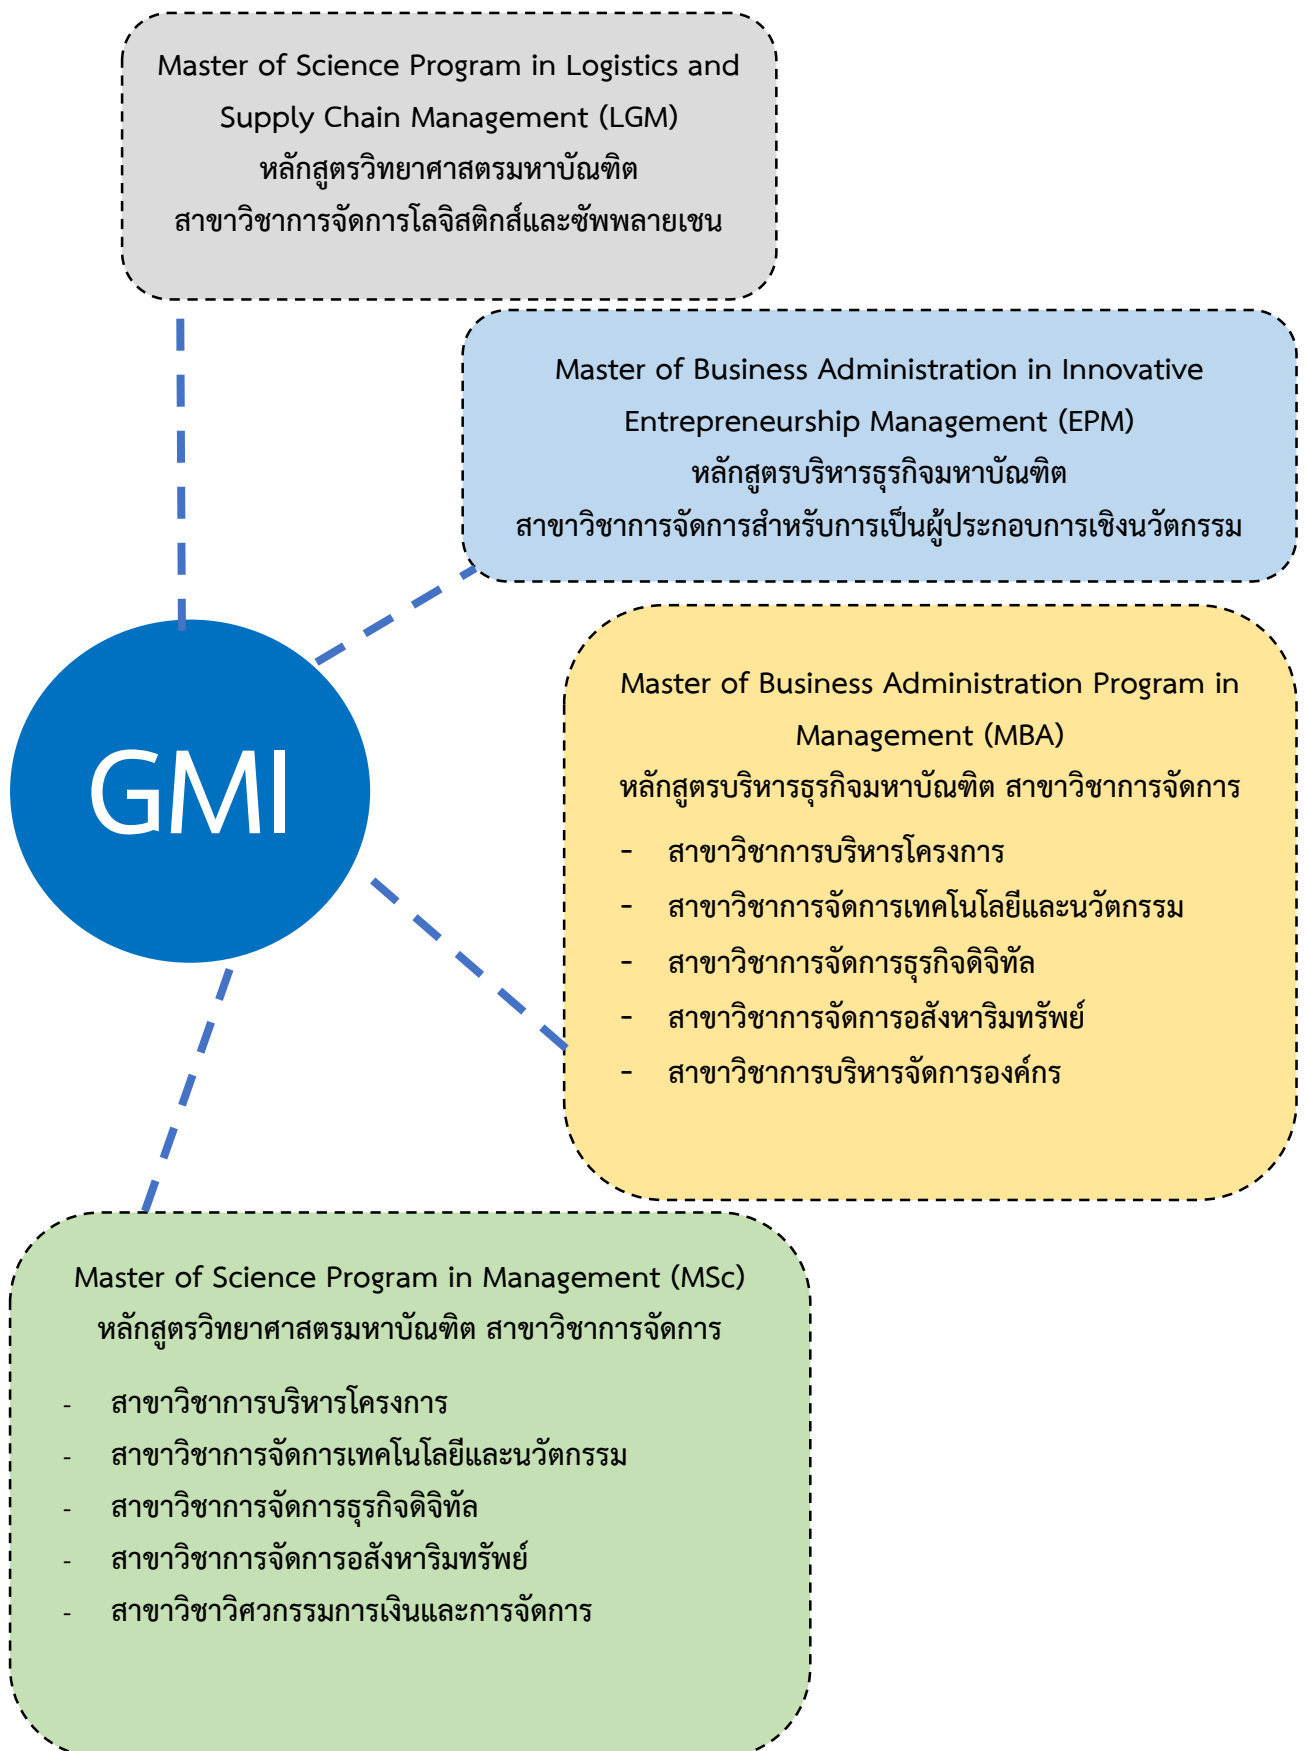 Master of Science Program in Logistics and
Supply Chain Management (LGM)
หลักสูตรวิทยาศาสตรมหาบัณฑิต
สาขาวิชาการจัดการโลจิสติกส์และซัพพลายเชน
Master of Business Administration in Innovative
Entrepreneurship Management (EPM)
หลักสูตรบริหารธุรกิจมหาบัณฑิต
สาขาวิชาการจัดการสำหรับการเป็นผู้ประกอบการเชิงนวัตกรรม
GMI
Master of Business Administration Program in
Management (MBA)
หลักสูตรบริหารธุรกิจมหาบัณฑิต สาขาวิชาการจัดการ
- สาขาวิชาการบริหารโครงการ
- สาขาวิชาการจัดการเทคโนโลยีและนวัตกรรม
- สาขาวิชาการจัดการธุรกิจดิจิทัล
- สาขาวิชาการจัดการอสังหาริมทรัพย์
- สาขาวิชาการบริหารจัดการองค์กร
Master of Science Program in Management (MSc)
หลักสูตรวิทยาศาสตรมหาบัณฑิต สาขาวิชาการจัดการ
- สาขาวิชาการบริหารโครงการ
- สาขาวิชาการจัดการเทคโนโลยีและนวัตกรรม
- สาขาวิชาการจัดการธุรกิจดิจิทัล
- สาขาวิชาการจัดการอสังหาริมทรัพย์
- สาขาวิชาวิศวกรรมการเงินและการจัดการ